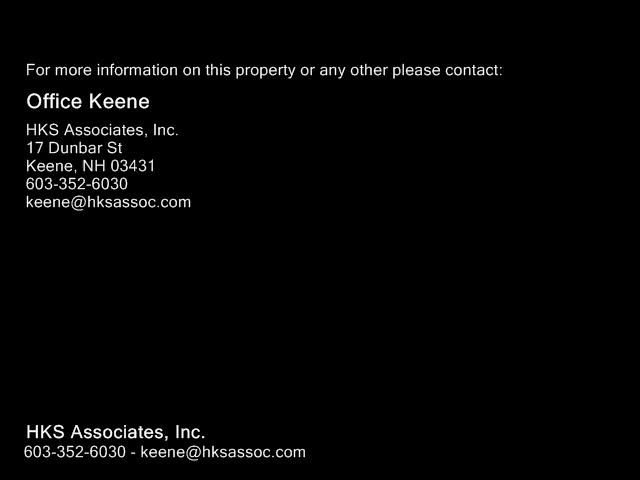 For more information on this property or any other please contact:
Office Keene
HKS Associates, Inc.
17 Dunbar St
Keene, NH 03431
603-352-6030
keene@hksassoc.com
HKS Associates, Inc.
603-352-6030 - keene@hksassoc.com